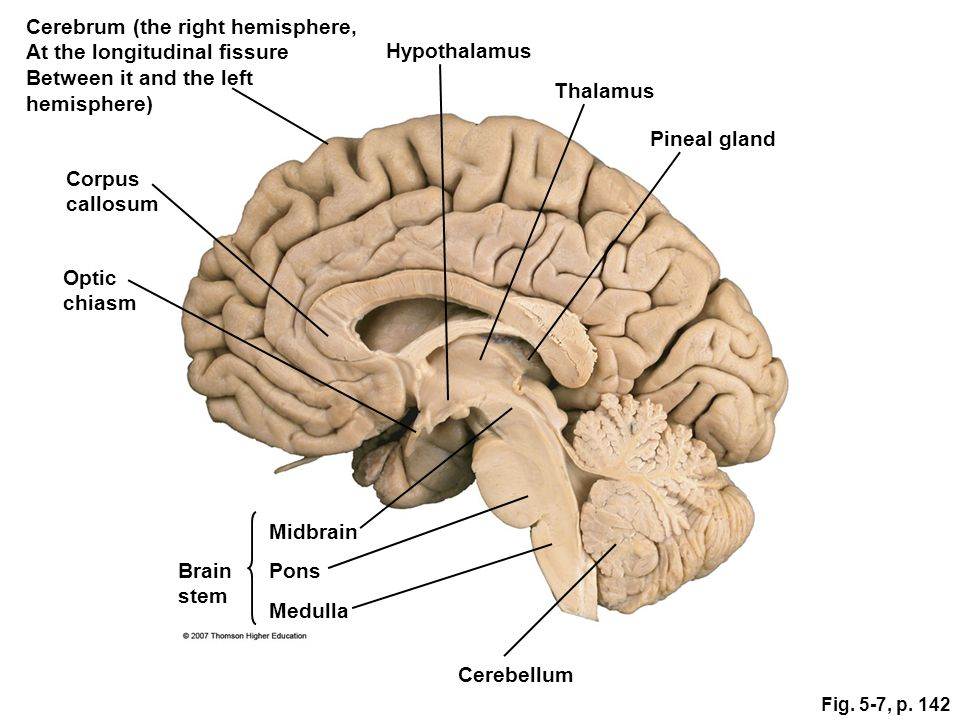 Cerebrum (the right hemisphere,
At the longitudinal fissure
Between it and the left
hemisphere)
Hypothalamus
Thalamus
Pineal gland
Corpus
callosum
Optic
chiasm
Midbrain
Brain
stem
Pons
Medulla
© 2007 Thomson Higher Education
Cerebellum
Fig. 5-7, p. 142